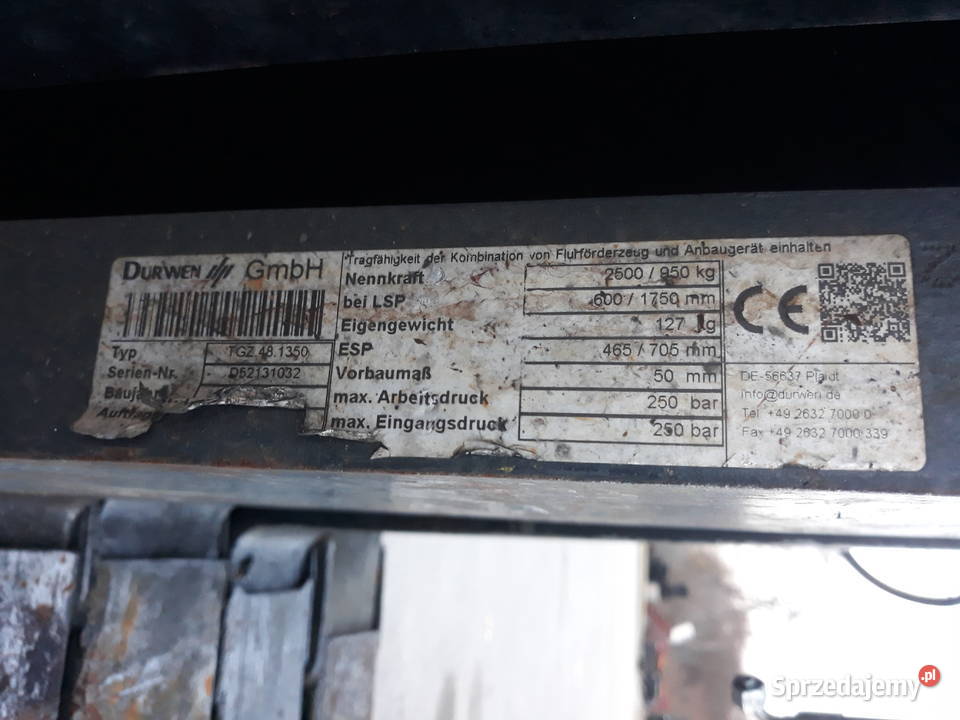 Tragfähigkeit der Kombination von Flurförderzeug und Anbaugerät einhalten
DURWEN GmbH
Nennkraft 2500 / 950 kg
bei LSP 600 / 1750 mm
Eigengewicht 127 kg
ESP 465 / 705 mm
Vorbaumaß 50 mm
max. Arbeitsdruck 250 bar
max. Eingangsdruck 250 bar
Typ TGZ 48.1350
Serien-Nr. D52131032
CE
DE-56637 Plaidt
info@durwen.de
Tel +49 2632 7000 0
Fax +49 2632 7000 339
Sprzedajemy.pl